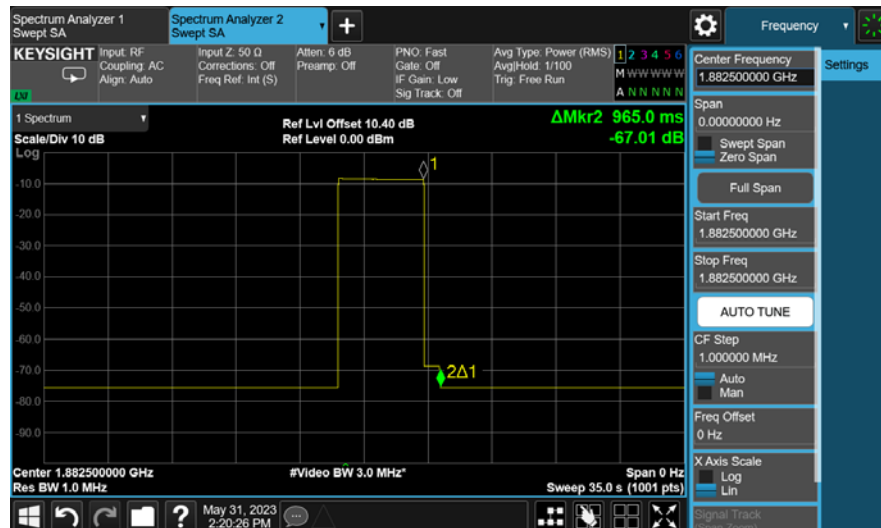 Spectrum Analyzer 1
Swept SA
Spectrum Analyzer 2
Swept SA
+
Frequency
KEYSIGHT
Input: RF
Coupling: AC
Align: Auto
LXI
Input Z: 50 Ω
Corrections: Off
Freq Ref: Int (S)
Atten: 6 dB
Preamp: Off
PNO: Fast
Gate: Off
IF Gain: Low
Sig Track: Off
Avg Type: Power (RMS)
Avg|Hold: 1/100
Trig: Free Run
1 2 3 4 5 6
M W W W W W
A N N N N N
1 Spectrum
Scale/Div 10 dB
Log
Ref Lvl Offset 10.40 dB
Ref Level 0.00 dBm
ΔMkr2 965.0 ms
-67.01 dB
-10.0
-20.0
-30.0
-40.0
-50.0
-60.0
-70.0
-80.0
-90.0
1
2Δ1
Center 1.882500000 GHz
Res BW 1.0 MHz
#Video BW 3.0 MHz*
Span 0 Hz
Sweep 35.0 s (1001 pts)
Center Frequency
1.882500000 GHz
Settings
Span
0.00000000 Hz
Swept Span
Zero Span
Full Span
Start Freq
1.882500000 GHz
Stop Freq
1.882500000 GHz
AUTO TUNE
CF Step
1.000000 MHz
Auto
Man
Freq Offset
0 Hz
X Axis Scale
Log
Lin
Signal Track
(Span Zoom)
?
May 31, 2023
2:20:26 PM